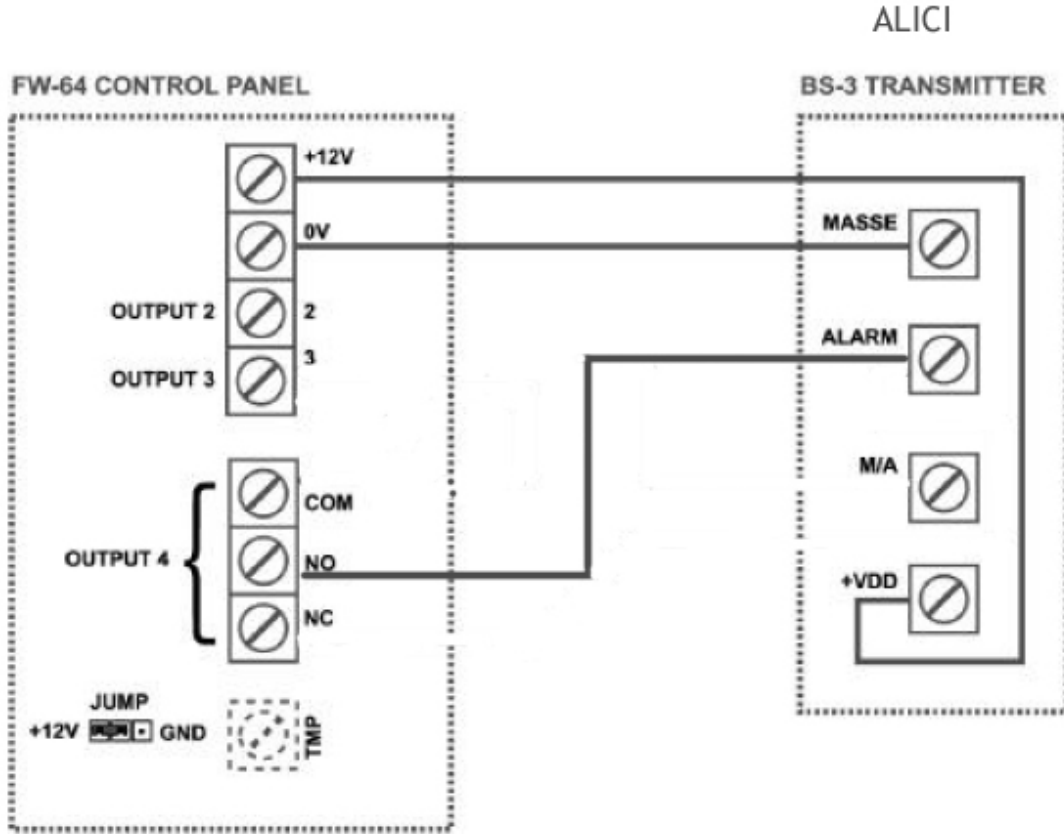 ALICI
FW-64 CONTROL PANEL
BS-3 TRANSMITTER
+12V
0V
OUTPUT 2
2
OUTPUT 3
3
OUTPUT 4
COM
NO
NC
JUMP
+12V
GND
TMP
MASSE
ALARM
M/A
+VDD